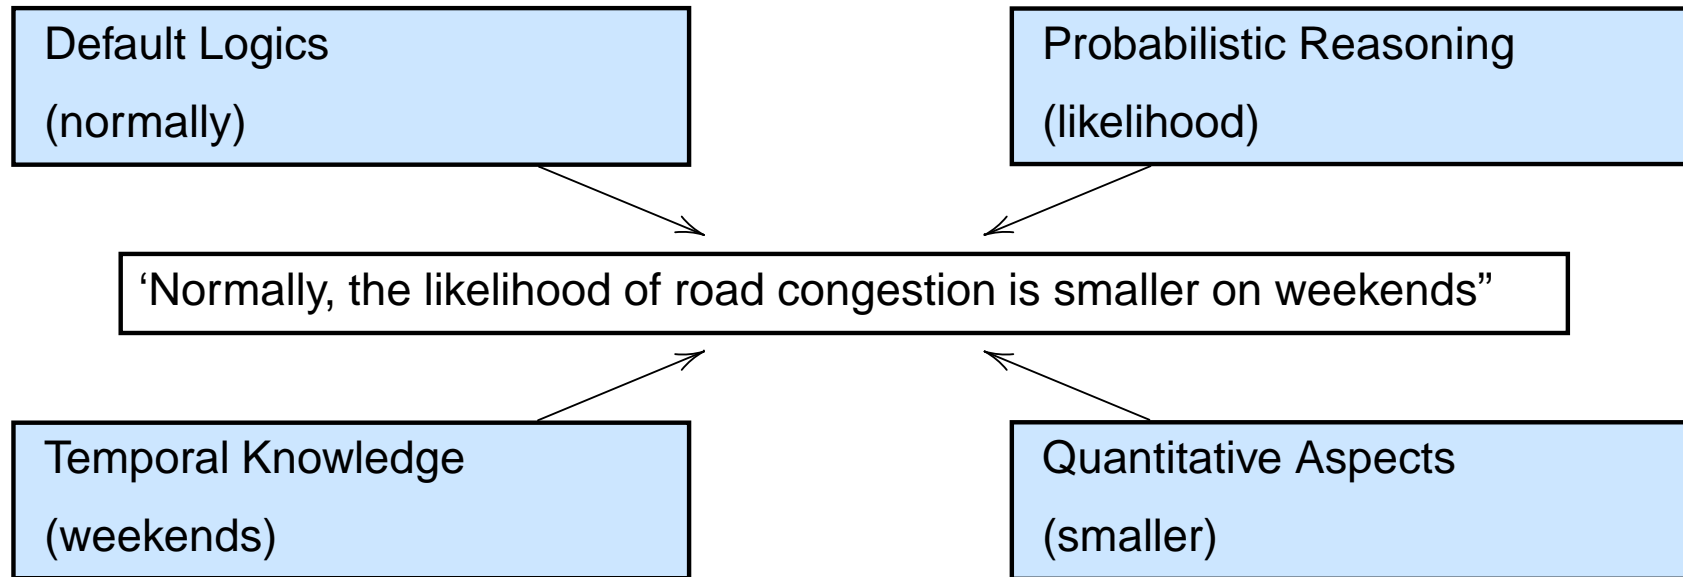 Default Logics
(normally)
Probabilistic Reasoning
(likelihood)
‘Normally, the likelihood of road congestion is smaller on weekends”
Temporal Knowledge
(weekends)
Quantitative Aspects
(smaller)